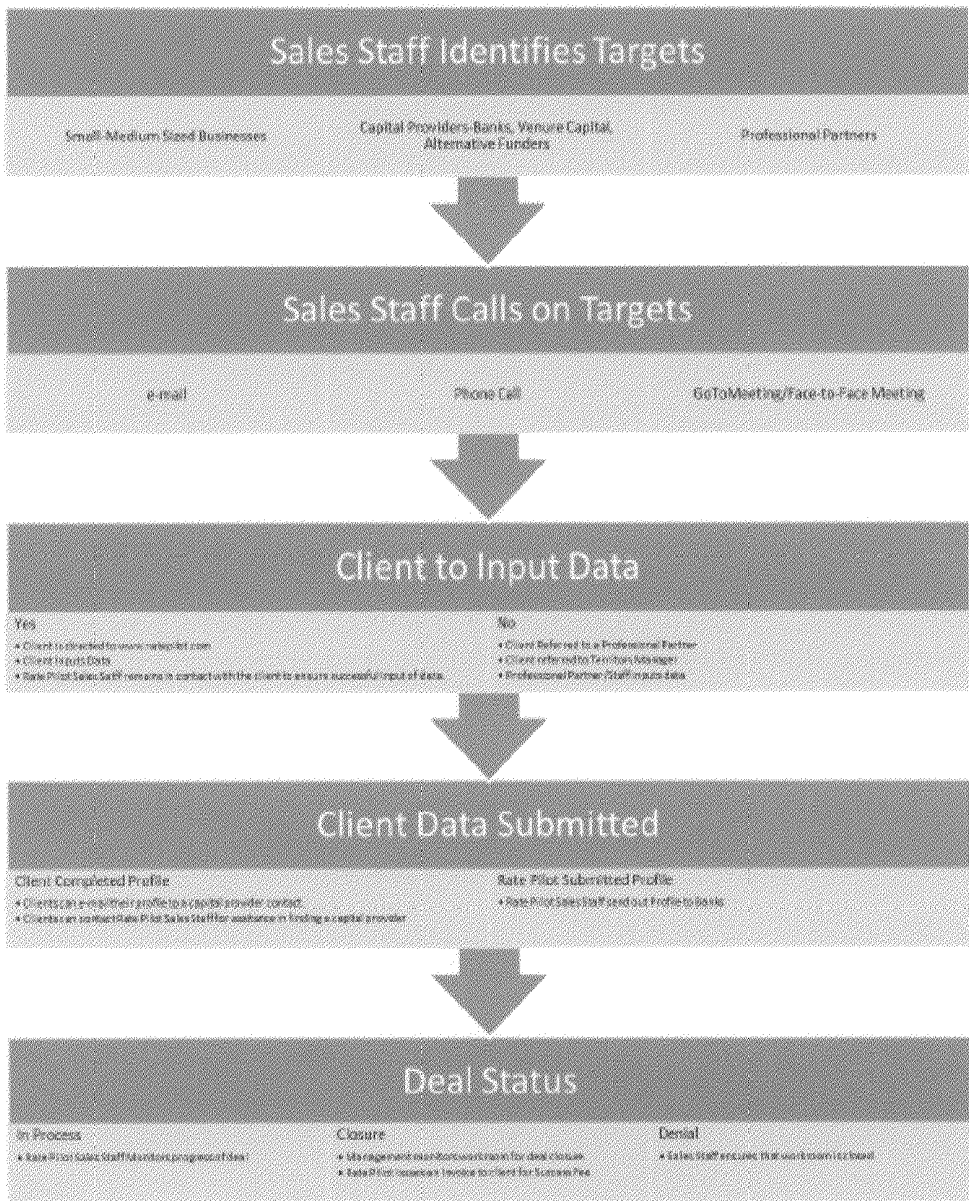 Sales Staff Identifies Targets
Small-Medium Sized Businesses
Capital Providers-Banks, Venure Capital,
Alternative Funders
Professional Partners
Sales Staff Calls on Targets
e-mail
Phone Call
GoToMeeting/Face-to-Face Meeting
Client to Input Data
Yes
• Client is directed to www.ratepilot.com
• Client Inputs Data
• Rate Pilot Sales Satff remains in contact with the client to ensure successful input of data.
No
• Client Referred to a Professional Partner
• Client referred to Territory Manager
• Professional Partner/Staff inputs data
Client Data Submitted
Client Completed Profile
• Clients can e-mail their profile to a capital provider contact
• Clients can contact Rate Pilot Sales Staff for assistance in finding a capital provider
Rate Pilot Submitted Profile
• Rate Pilot Sales Staff send out Profile to Banks
Deal Status
In Process
• Rate Pilot Sales Staff Monitors progress of deal
Closure
• Management monitors workroom for deal closure
• Rate Pilot issues an Invoice to client for Success Fee
Denial
• Sales Staff ensures that workroom is closed